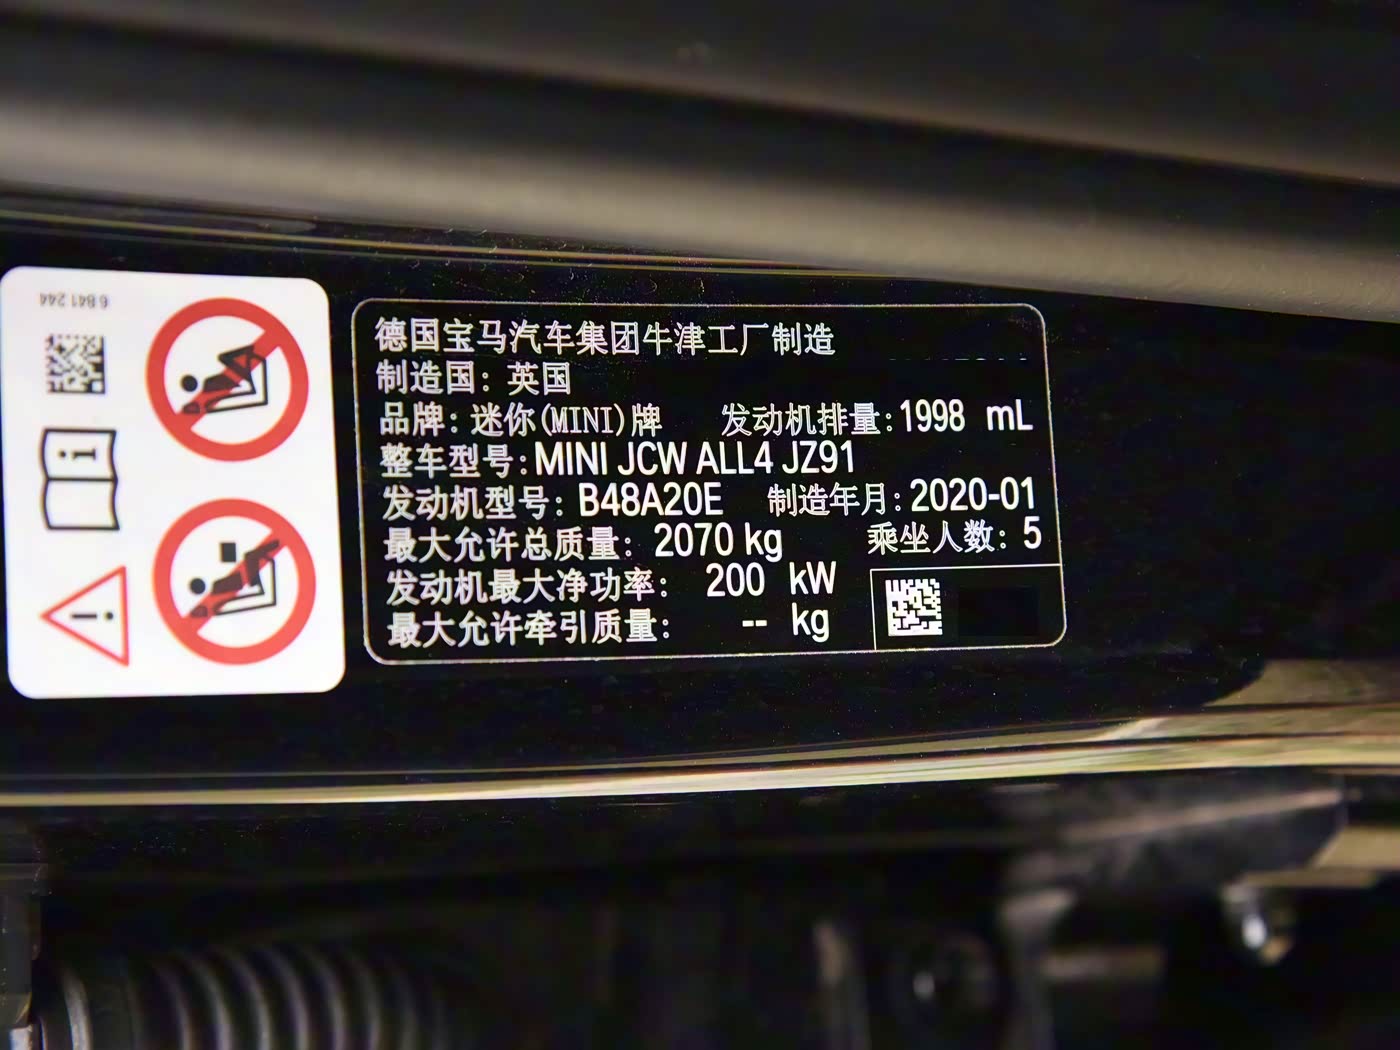 6 841 244
德国宝马汽车集团牛津工厂制造
制造国：英国
品牌：迷你(MINI)牌 发动机排量：1998 mL
整车型号：MINI JCW ALL4 JZ91
发动机型号：B48A20E 制造年月：2020-01
最大允许总质量：2070 kg 乘坐人数：5
发动机最大净功率：200 kW
最大允许牵引质量：-- kg